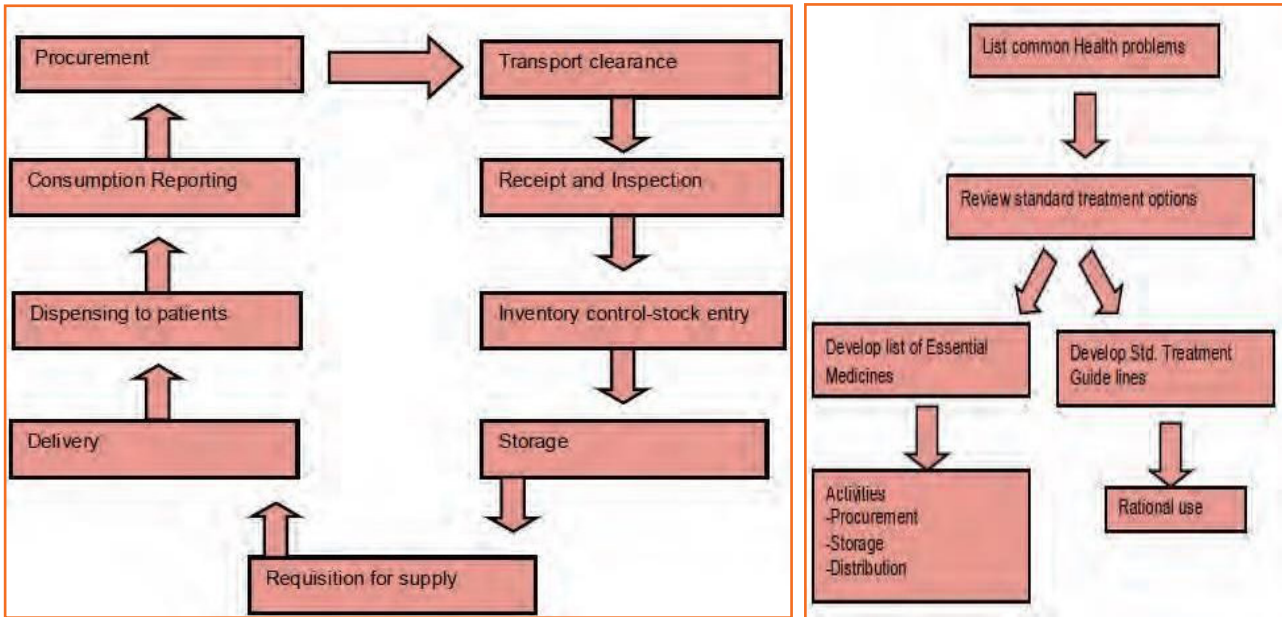 Procurement
Transport clearance
Consumption Reporting
Receipt and Inspection
Dispensing to patients
Inventory control-stock entry
Delivery
Storage
Requisition for supply
List common Health problems
Review standard treatment options
Develop list of Essential
Medicines
Develop Std. Treatment
Guide lines
Activities
-Procurement
-Storage
-Distribution
Rational use